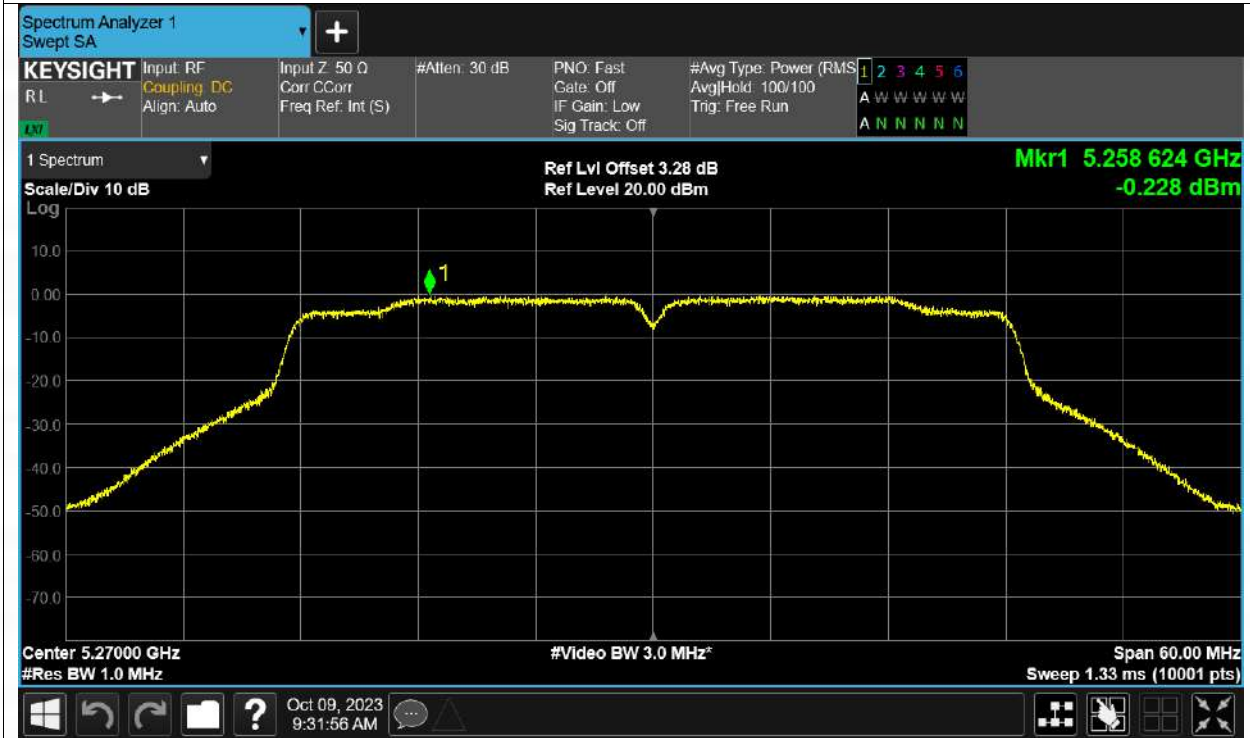 Spectrum Analyzer 1
Swept SA
+
KEYSIGHT
RL
LXI
Input: RF
Coupling: DC
Align: Auto
Input Z: 50 Ω
Corr CCorr
Freq Ref: Int (S)
#Atten: 30 dB
PNO: Fast
Gate: Off
IF Gain: Low
Sig Track: Off
#Avg Type: Power (RMS
Avg|Hold: 100/100
Trig: Free Run
1 2 3 4 5 6
A W W W W W
A N N N N N
1 Spectrum
Scale/Div 10 dB
Log
Ref Lvl Offset 3.28 dB
Ref Level 20.00 dBm
Mkr1 5.258 624 GHz
-0.228 dBm
10.0
1
0.00
-10.0
-20.0
-30.0
-40.0
-50.0
-60.0
-70.0
Center 5.27000 GHz
#Res BW 1.0 MHz
#Video BW 3.0 MHz*
Span 60.00 MHz
Sweep 1.33 ms (10001 pts)
?
Oct 09, 2023
9:31:56 AM